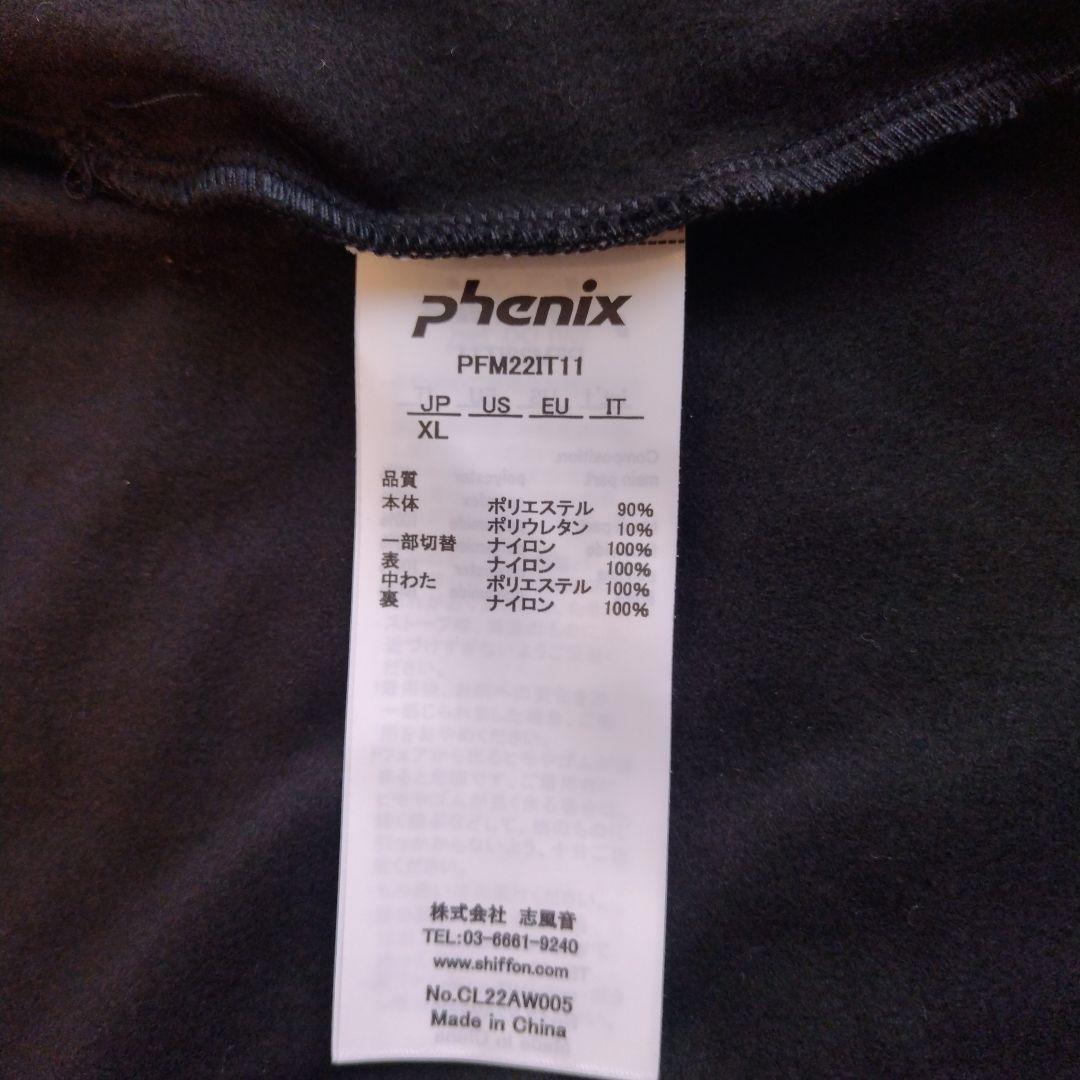 phenix
PFM22IT11
JP US EU IT
XL
品質
本体 ポリエステル 90%
ポリウレタン 10%
一部切替 ナイロン 100%
表 ナイロン 100%
中わた ポリエステル 100%
裏 ナイロン 100%
株式会社 志風音
TEL:03-6661-9240
www.shiffon.com
No.CL22AW005
Made in China